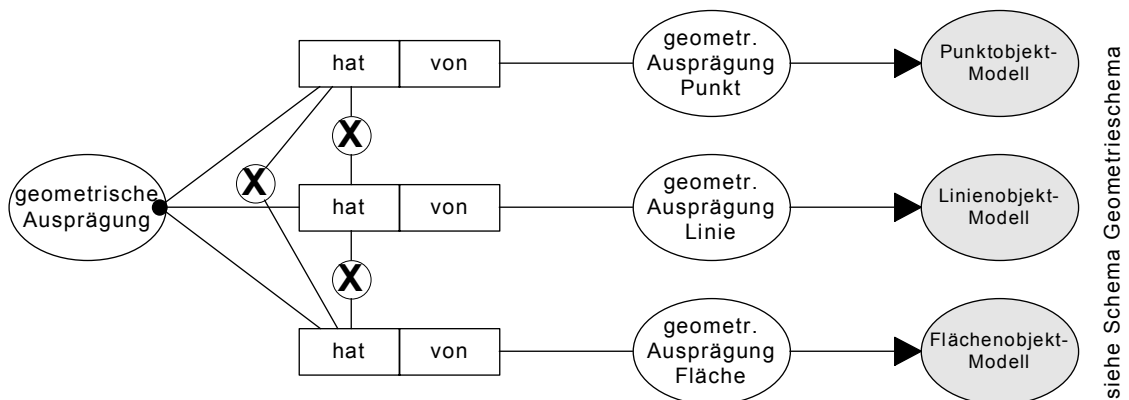 hat
von
geometr.
Ausprägung
Punkt
Punktobjekt-
Modell
X
X
geometrische
Ausprägung
hat
von
geometr.
Ausprägung
Linie
Linienobjekt-
Modell
X
hat
von
geometr.
Ausprägung
Fläche
Flächenobjekt-
Modell
siehe Schema Geometrieschema